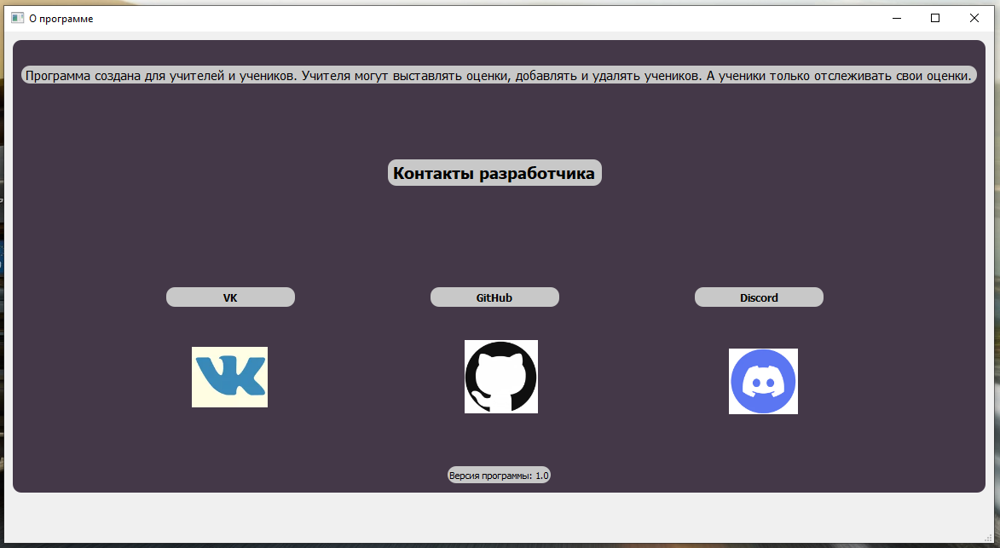 О программе
Программа создана для учителей и учеников. Учителя могут выставлять оценки, добавлять и удалять учеников. А ученики только отслеживать свои оценки.
Контакты разработчика
VK GitHub Discord
Версия программы: 1.0